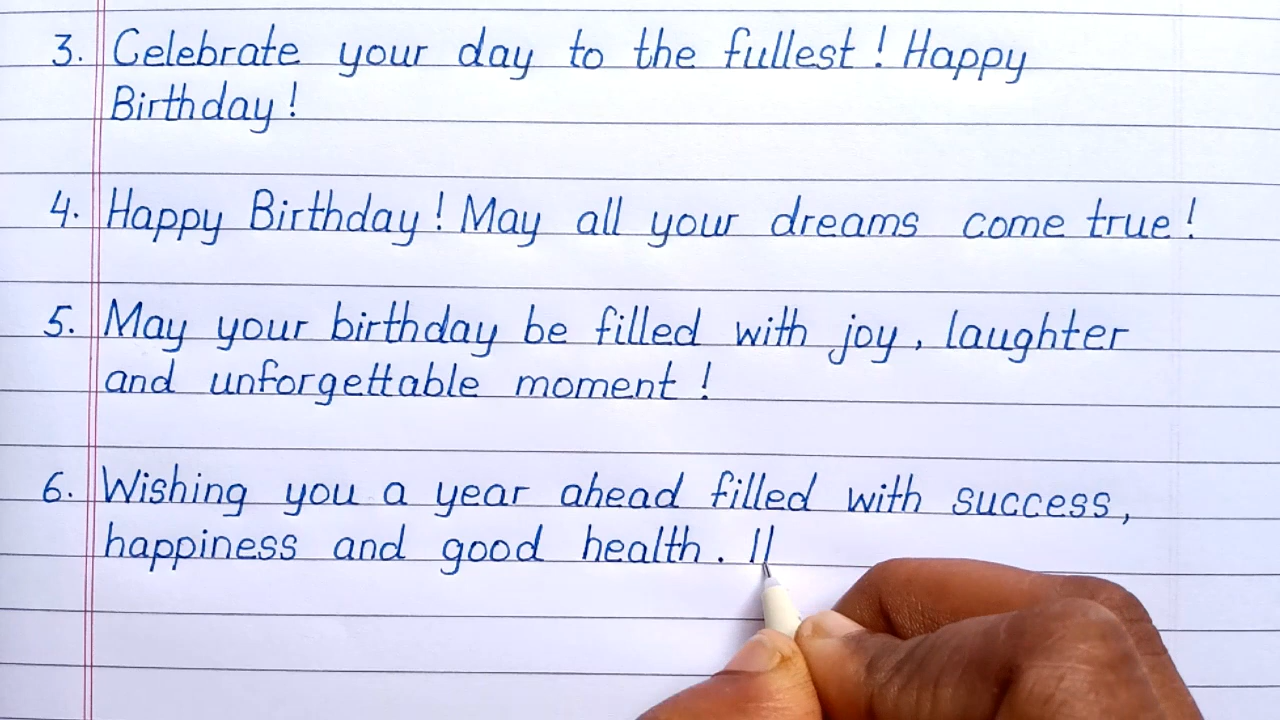 3. Celebrate your day to the fullest! Happy
Birthday!
4. Happy Birthday! May all your dreams come true!
5. May your birthday be filled with joy, laughter
and unforgettable moment!
6. Wishing you a year ahead filled with success,
happiness and good health.